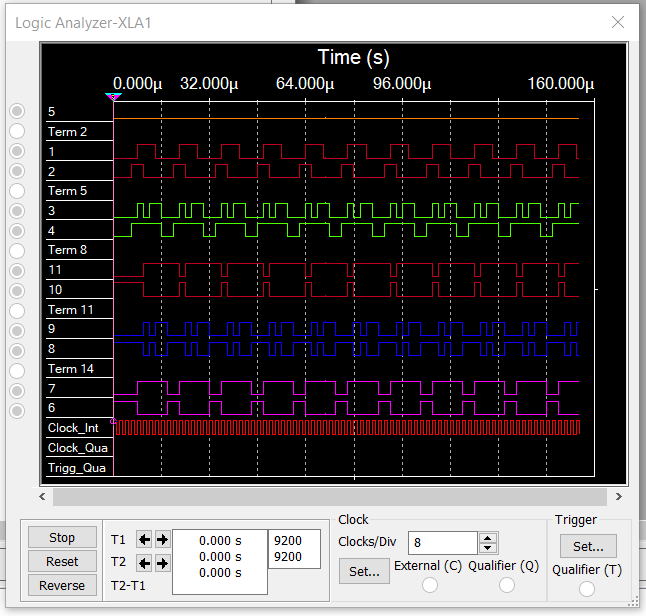 Logic Analyzer-XLA1
Time (s)
0.000µ 32.000µ 64.000µ 96.000µ 160.000µ
5
Term 2
1
2
Term 5
3
4
Term 8
11
10
Term 11
9
8
Term 14
7
6
Clock_Int
Clock_Qua
Trigg_Qua
Stop
Reset
Reverse
T1
T2
T2-T1
0.000 s 9200
0.000 s 9200
0.000 s
Clock
Clocks/Div 8
Set... External (C) Qualifier (Q)
Trigger
Set...
Qualifier (T)